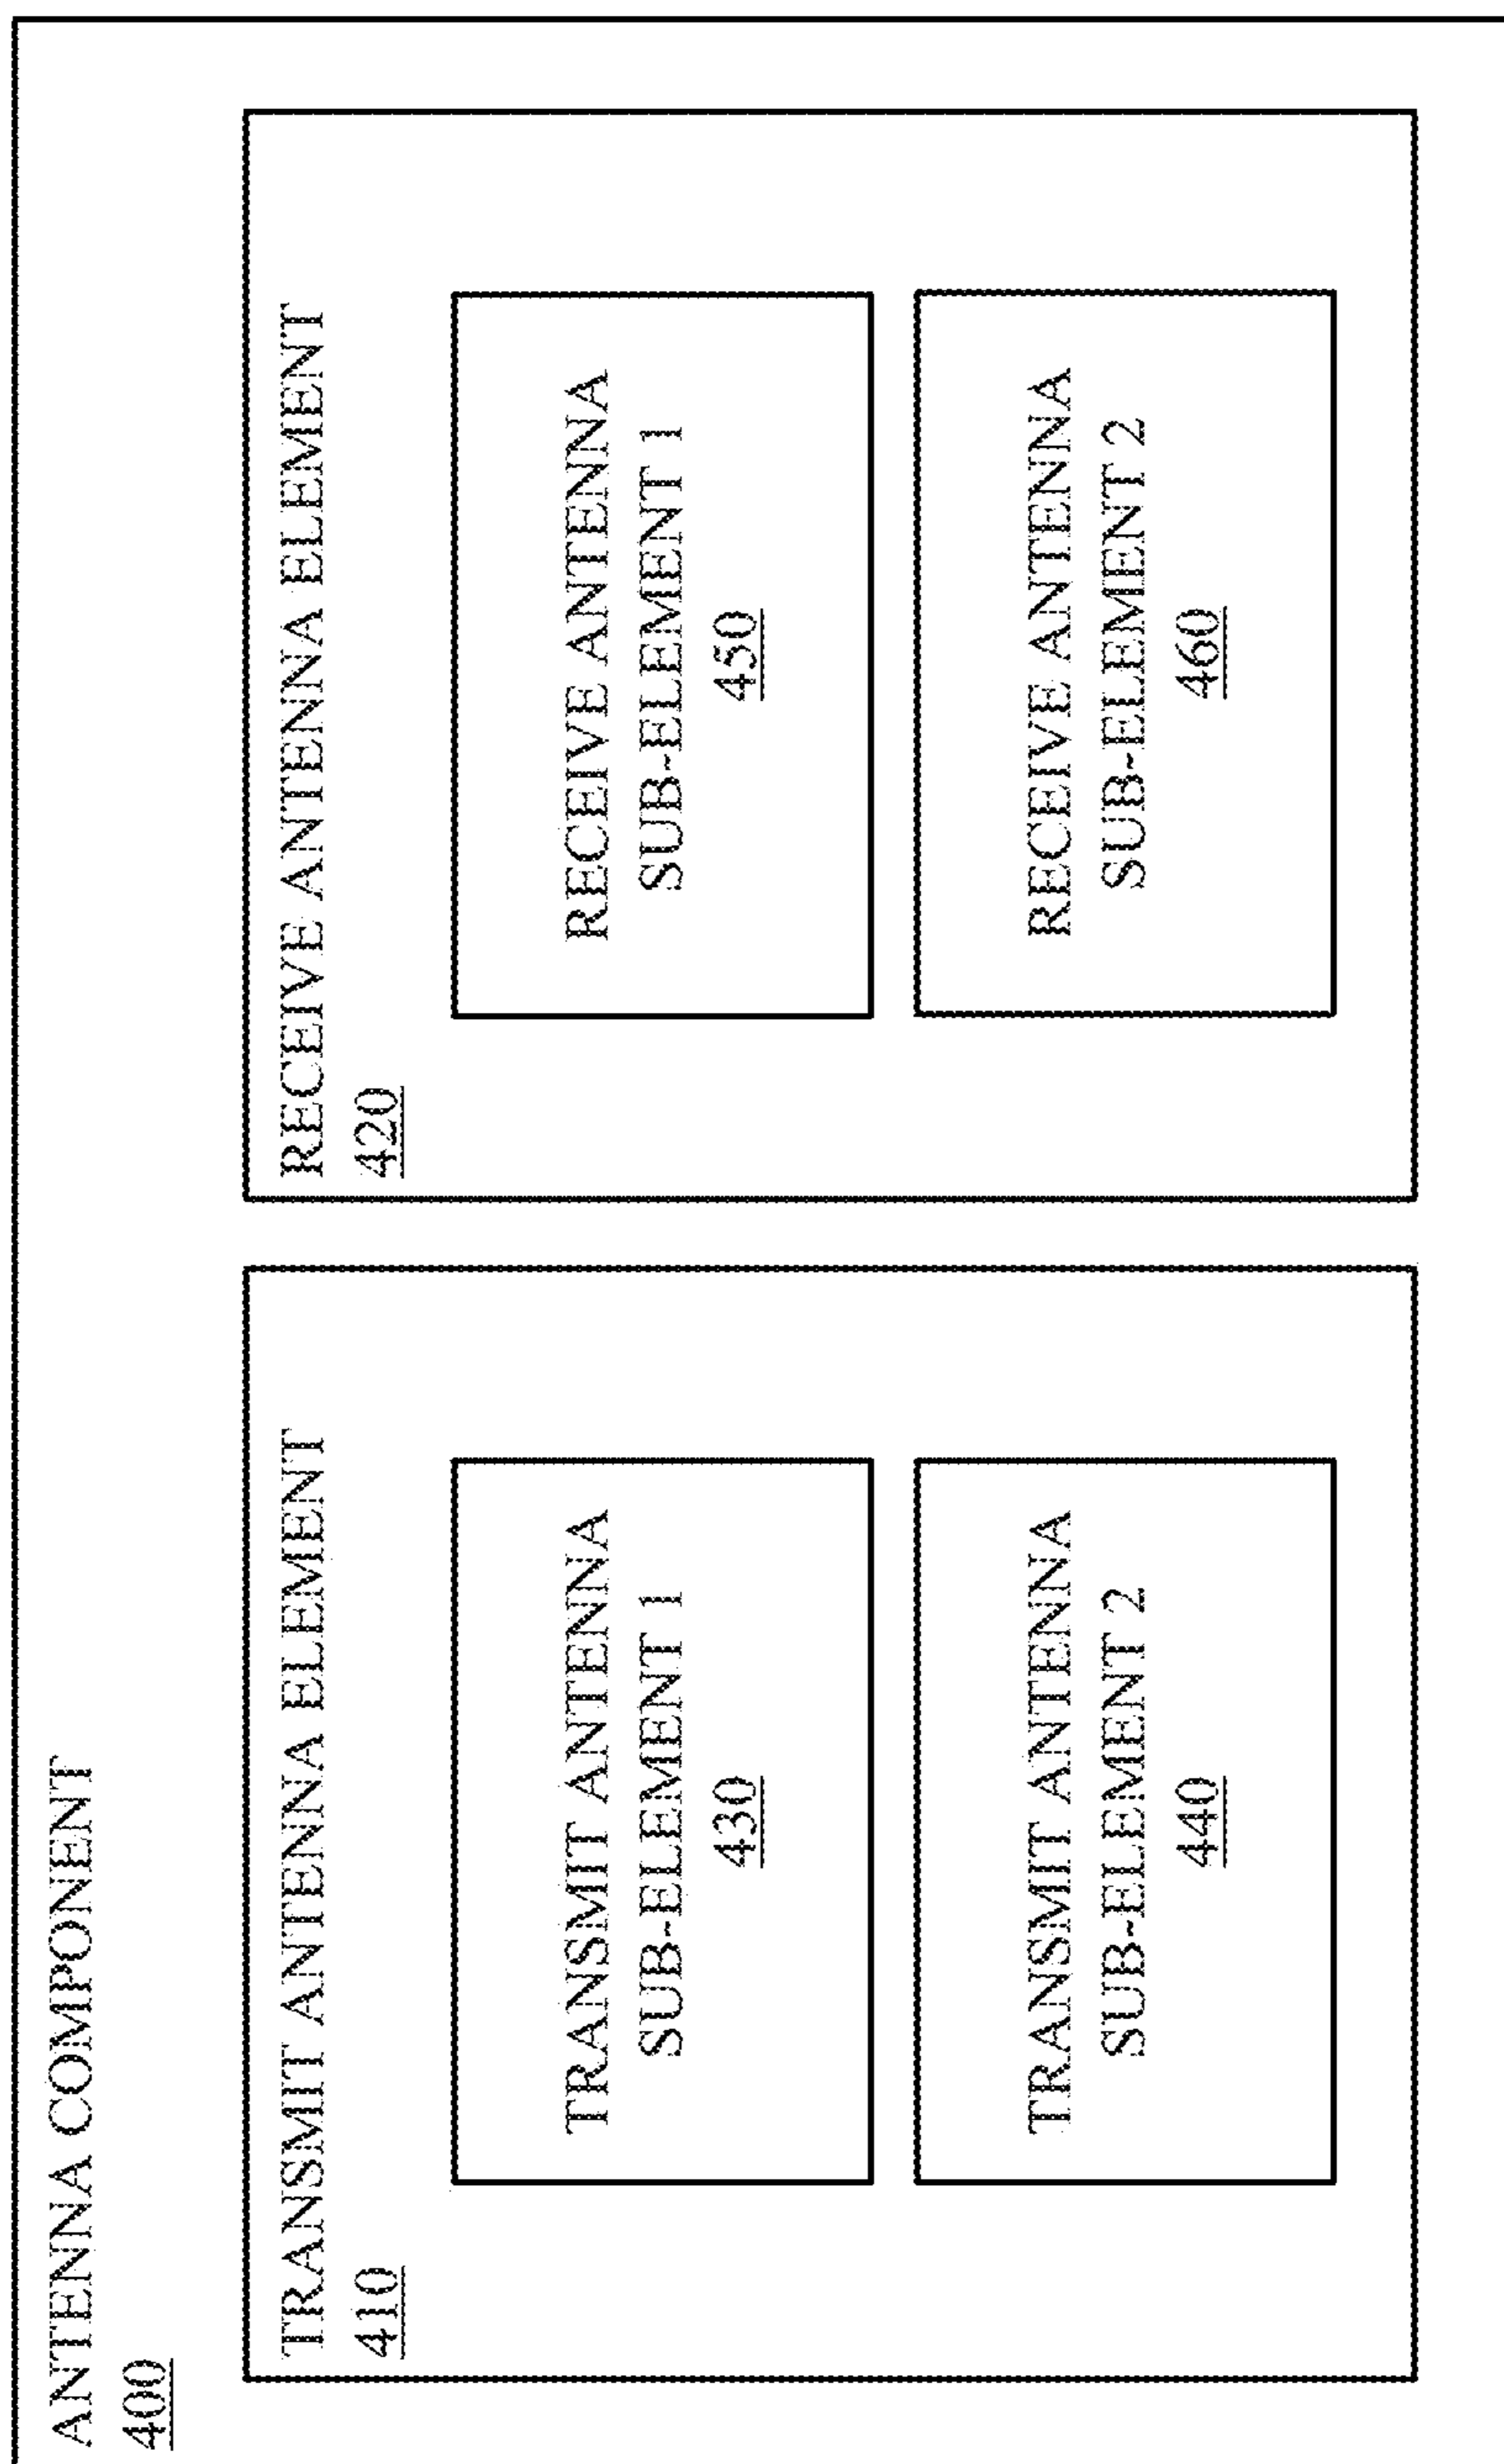 ANTENNA COMPONENT
400
TRANSMIT ANTENNA ELEMENT
410
TRANSMIT ANTENNA
SUB-ELEMENT 1
430
TRANSMIT ANTENNA
SUB-ELEMENT 2
440
RECEIVE ANTENNA ELEMENT
420
RECEIVE ANTENNA
SUB-ELEMENT 1
450
RECEIVE ANTENNA
SUB-ELEMENT 2
460